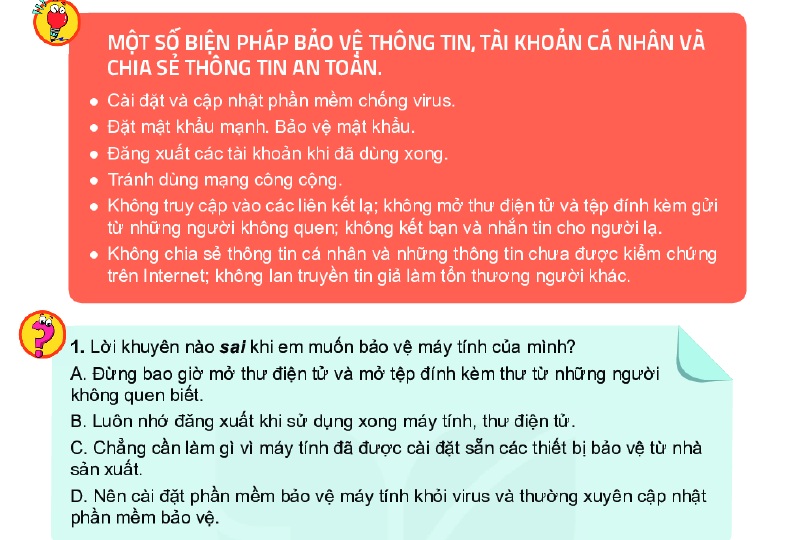 MỘT SỐ BIỆN PHÁP BẢO VỆ THÔNG TIN, TÀI KHOẢN CÁ NHÂN VÀ
CHIA SẺ THÔNG TIN AN TOÀN.
● Cài đặt và cập nhật phần mềm chống virus.
● Đặt mật khẩu mạnh. Bảo vệ mật khẩu.
● Đăng xuất các tài khoản khi đã dùng xong.
● Tránh dùng mạng công cộng.
● Không truy cập vào các liên kết lạ; không mở thư điện tử và tệp đính kèm gửi
từ những người không quen; không kết bạn và nhắn tin cho người lạ.
● Không chia sẻ thông tin cá nhân và những thông tin chưa được kiểm chứng
trên Internet; không lan truyền tin giả làm tổn thương người khác.
1. Lời khuyên nào sai khi em muốn bảo vệ máy tính của mình?
A. Đừng bao giờ mở thư điện tử và mở tệp đính kèm thư từ những người
không quen biết.
B. Luôn nhớ đăng xuất khi sử dụng xong máy tính, thư điện tử.
C. Chẳng cần làm gì vì máy tính đã được cài đặt sẵn các thiết bị bảo vệ từ nhà
sản xuất.
D. Nên cài đặt phần mềm bảo vệ máy tính khỏi virus và thường xuyên cập nhật
phần mềm bảo vệ.